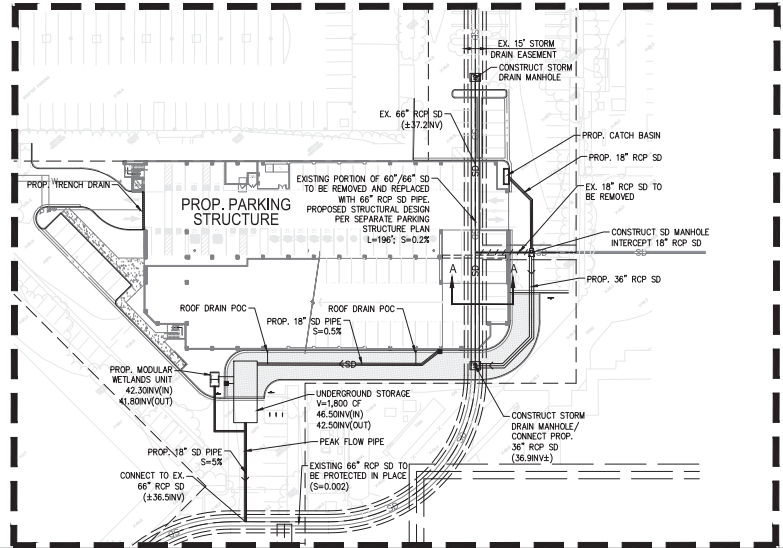 EX. 15' STORM
DRAIN EASEMENT
CONSTRUCT STORM
DRAIN MANHOLE
EX. 66" RCP SD
(±37.2INV)
PROP. CATCH BASIN
PROP. 18" RCP SD
EX. 18" RCP SD TO
BE REMOVED
CONSTRUCT SD MANHOLE
INTERCEPT 18" RCP SD
PROP. 36" RCP SD
PROP. TRENCH DRAIN
PROP. PARKING
STRUCTURE
EXISTING PORTION OF 60"/66" SD
TO BE REMOVED AND REPLACED
WITH 66" RCP SD PIPE.
PROPOSED STRUCTURAL DESIGN
PER SEPARATE PARKING
STRUCTURE PLAN
L=196'; S=0.2%
A
A
SD
SD
SD
SD
ROOF DRAIN POC
ROOF DRAIN POC
PROP. 18" SD PIPE
S=0.5%
SD
SD
PROP. MODULAR
WETLANDS UNIT
42.30INV(IN)
41.80INV(OUT)
UNDERGROUND STORAGE
V=1,800 CF
46.50INV(IN)
42.50INV(OUT)
PEAK FLOW PIPE
PROP. 18" SD PIPE
S=5%
CONNECT TO EX.
66" RCP SD
(±36.5INV)
EXISTING 66" RCP SD TO
BE PROTECTED IN PLACE
(S=0.002)
CONSTRUCT STORM
DRAIN MANHOLE/
CONNECT PROP.
36" RCP SD
(36.9INV±)